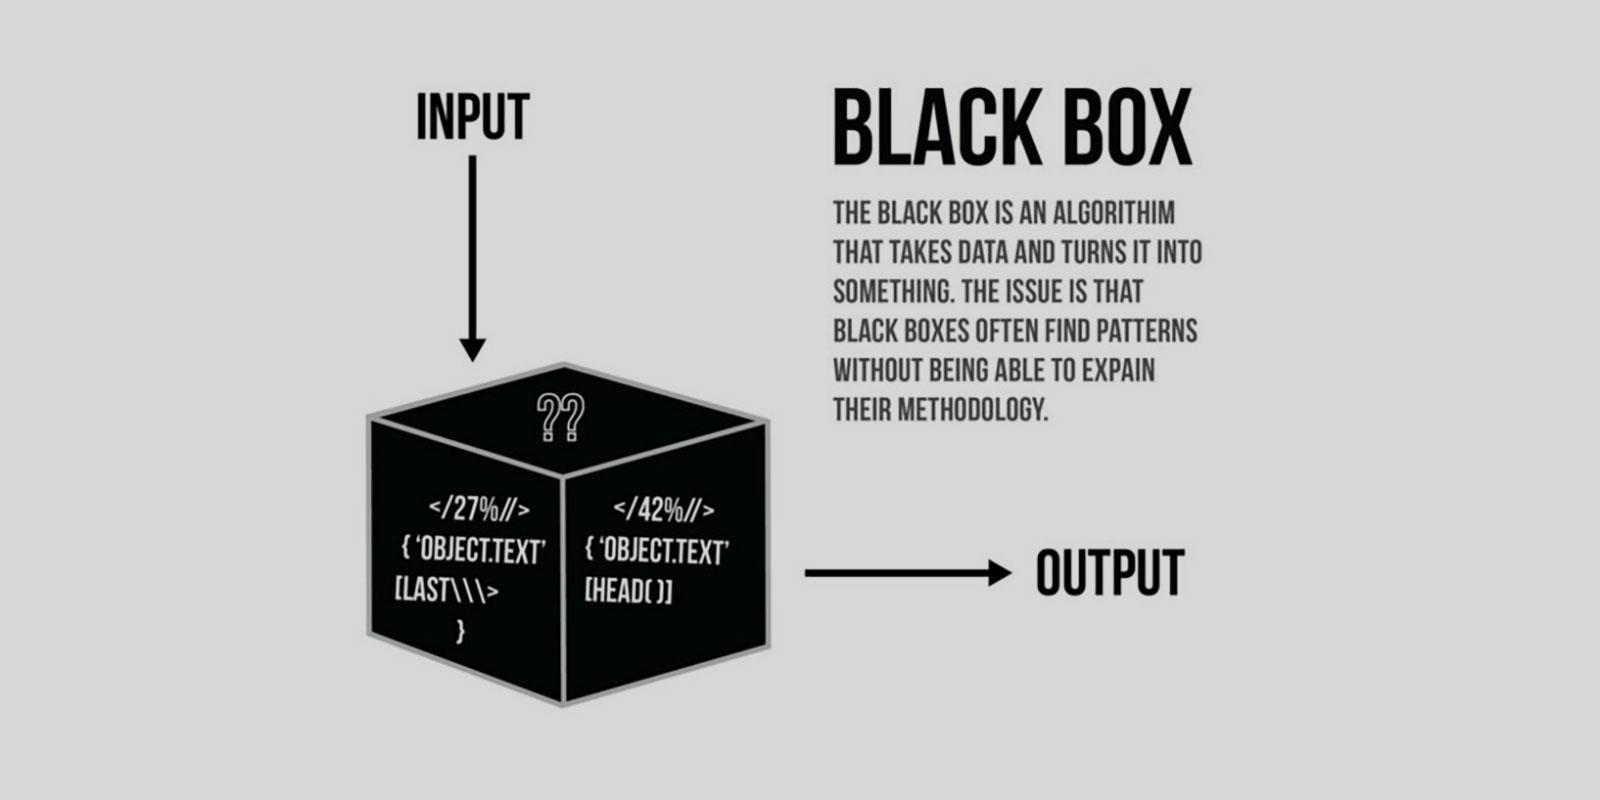 INPUT
BLACK BOX
THE BLACK BOX IS AN ALGORITHIM
THAT TAKES DATA AND TURNS IT INTO
SOMETHING. THE ISSUE IS THAT
BLACK BOXES OFTEN FIND PATTERNS
WITHOUT BEING ABLE TO EXPAIN
THEIR METHODOLOGY.
??
</27%//>
{ ‘OBJECT.TEXT’
[LAST\\\>
}
</42%//>
{ ‘OBJECT.TEXT’
[HEAD( )]
OUTPUT